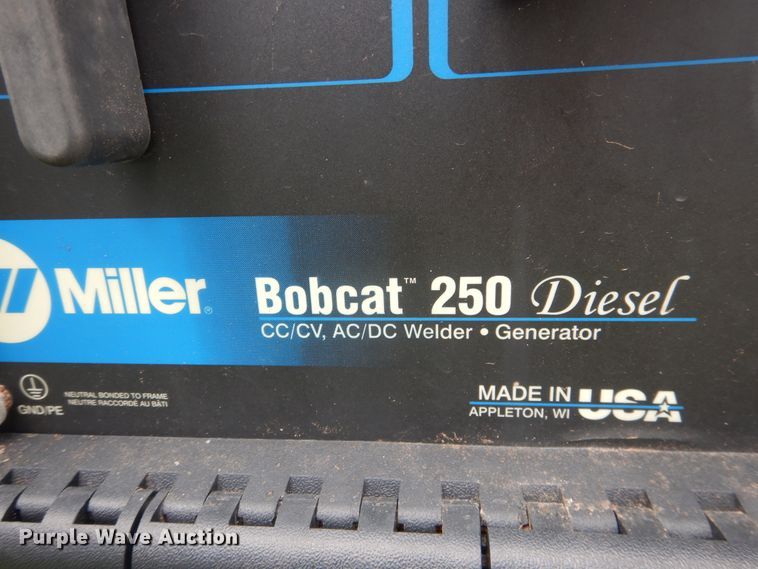 Miller®
Bobcat™ 250 Diesel
CC/CV, AC/DC Welder • Generator
GND/PE
NEUTRAL BONDED TO FRAME
NEUTRE RACCORDÉ AU BÂTI
MADE IN USA
APPLETON, WI
Purple Wave Auction